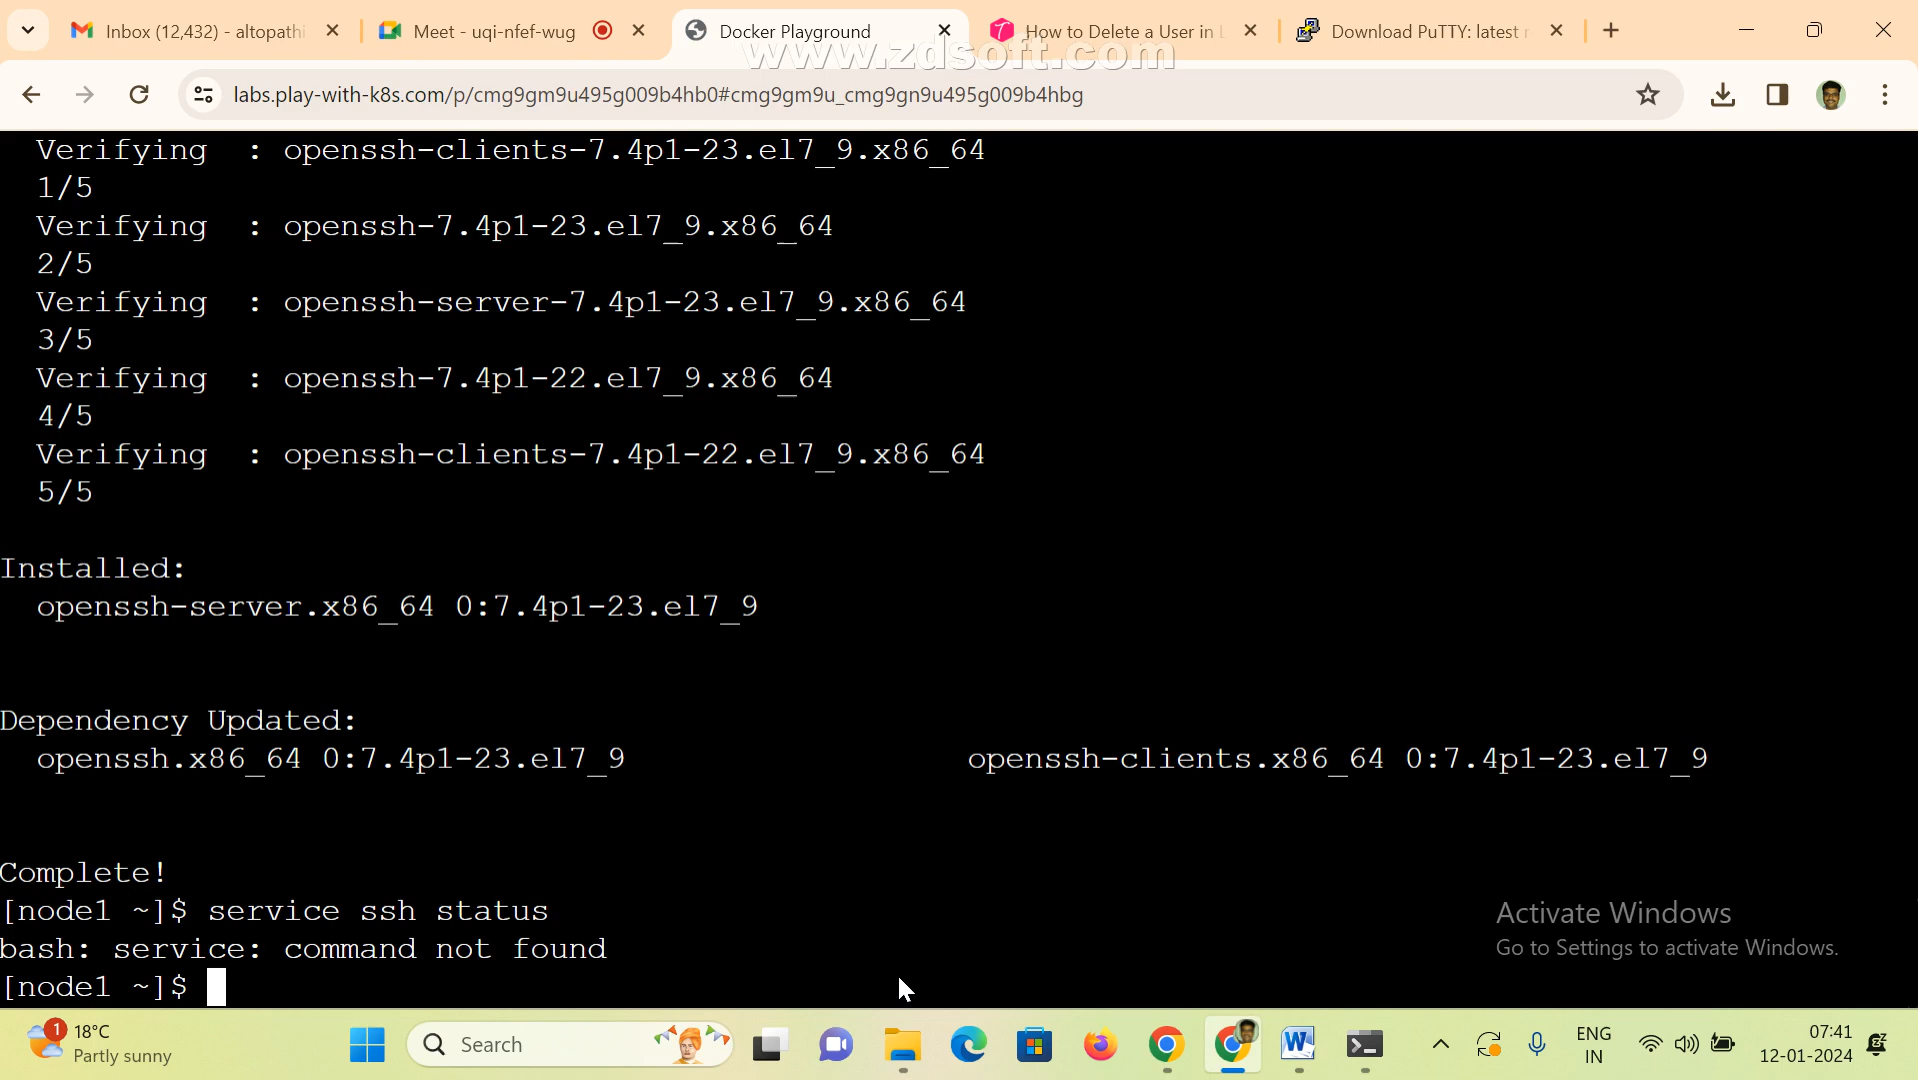 Inbox (12,432) - altopathi
Meet - uqi-nfef-wug
Docker Playground
How to Delete a User in L
Download PuTTY: latest r
www.zdsoft.com
labs.play-with-k8s.com/p/cmg9gm9u495g009b4hb0#cmg9gm9u_cmg9gn9u495g009b4hbg
Verifying : openssh-clients-7.4p1-23.el7_9.x86_64
1/5
Verifying : openssh-7.4p1-23.el7_9.x86_64
2/5
Verifying : openssh-server-7.4p1-23.el7_9.x86_64
3/5
Verifying : openssh-7.4p1-22.el7_9.x86_64
4/5
Verifying : openssh-clients-7.4p1-22.el7_9.x86_64
5/5
Installed:
openssh-server.x86_64 0:7.4p1-23.el7_9
Dependency Updated:
openssh.x86_64 0:7.4p1-23.el7_9 openssh-clients.x86_64 0:7.4p1-23.el7_9
Complete!
[node1 ~]$ service ssh status
bash: service: command not found
[node1 ~]$
Activate Windows
Go to Settings to activate Windows.
1
18°C
Partly sunny
Search
ENG
IN
07:41
12-01-2024